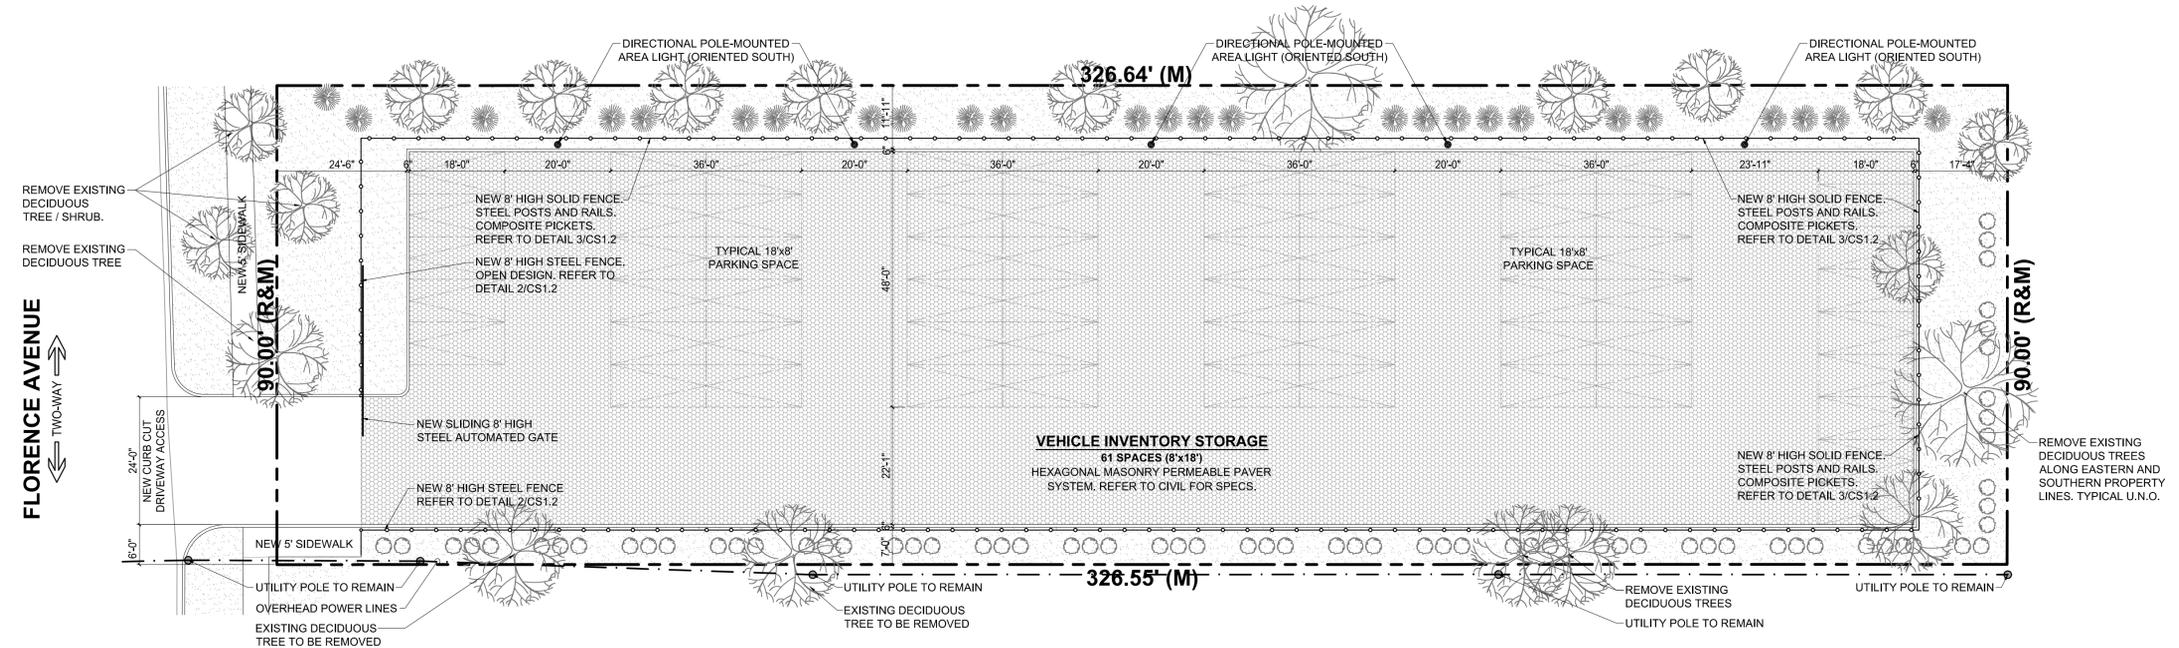 DIRECTIONAL POLE-MOUNTED
AREA LIGHT (ORIENTED SOUTH)
DIRECTIONAL POLE-MOUNTED
AREA LIGHT (ORIENTED SOUTH)
DIRECTIONAL POLE-MOUNTED
AREA LIGHT (ORIENTED SOUTH)
326.64' (M)
11'-11"
6"
24'-6"
6"
18'-0"
20'-0"
36'-0"
20'-0"
36'-0"
20'-0"
36'-0"
20'-0"
36'-0"
23'-11"
18'-0"
6"
17'-4"
REMOVE EXISTING
DECIDUOUS
TREE / SHRUB.
REMOVE EXISTING
DECIDUOUS TREE
NEW 5' SIDEWALK
90.00' (R&M)
FLORENCE AVENUE
TWO-WAY
NEW 8' HIGH SOLID FENCE.
STEEL POSTS AND RAILS.
COMPOSITE PICKETS.
REFER TO DETAIL 3/CS1.2
NEW 8' HIGH STEEL FENCE.
OPEN DESIGN. REFER TO
DETAIL 2/CS1.2
TYPICAL 18'x8'
PARKING SPACE
48'-0"
TYPICAL 18'x8'
PARKING SPACE
NEW 8' HIGH SOLID FENCE.
STEEL POSTS AND RAILS.
COMPOSITE PICKETS.
REFER TO DETAIL 3/CS1.2
90.00' (R&M)
24'-0"
NEW CURB CUT
DRIVEWAY ACCESS
6'-0"
NEW SLIDING 8' HIGH
STEEL AUTOMATED GATE
NEW 8' HIGH STEEL FENCE
REFER TO DETAIL 2/CS1.2
22'-1"
6"
7'-0"
VEHICLE INVENTORY STORAGE
61 SPACES (8'x18')
HEXAGONAL MASONRY PERMEABLE PAVER
SYSTEM. REFER TO CIVIL FOR SPECS.
NEW 8' HIGH SOLID FENCE.
STEEL POSTS AND RAILS.
COMPOSITE PICKETS.
REFER TO DETAIL 3/CS1.2
REMOVE EXISTING
DECIDUOUS TREES
ALONG EASTERN AND
SOUTHERN PROPERTY
LINES. TYPICAL U.N.O.
NEW 5' SIDEWALK
326.55' (M)
UTILITY POLE TO REMAIN
OVERHEAD POWER LINES
EXISTING DECIDUOUS
TREE TO BE REMOVED
UTILITY POLE TO REMAIN
EXISTING DECIDUOUS
TREE TO BE REMOVED
REMOVE EXISTING
DECIDUOUS TREES
UTILITY POLE TO REMAIN
UTILITY POLE TO REMAIN